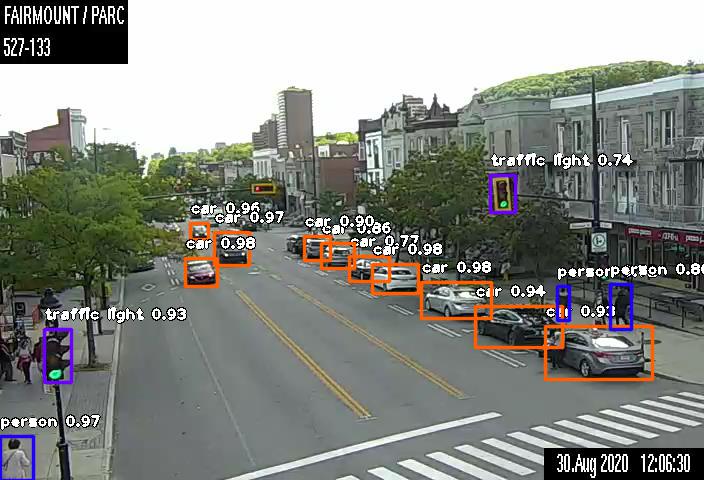 FAIRMOUNT / PARC
527-133
traffic light 0.74
car 0.96
car 0.97
car 0.90
car 0.86
car 0.77
car 0.98
car 0.98
car 0.98
person
person 0.80
car 0.94
car 0.93
traffic light 0.93
person 0.97
30.Aug 2020 12:06:30